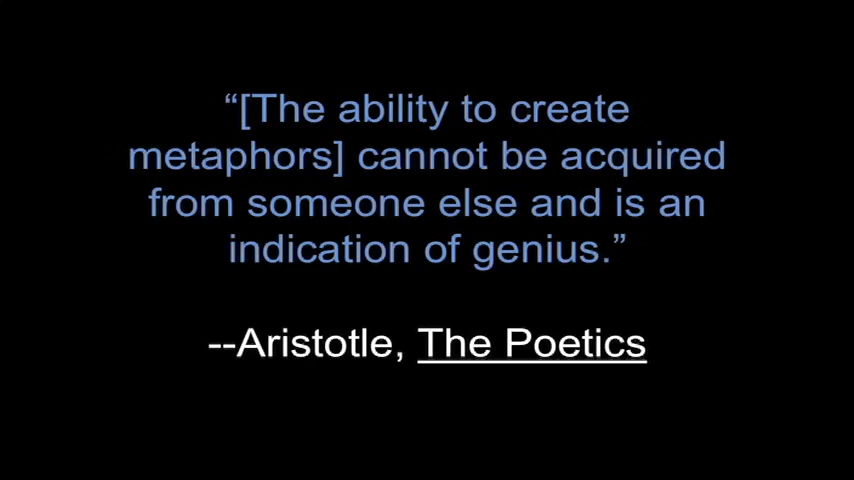 “[The ability to create
metaphors] cannot be acquired
from someone else and is an
indication of genius.”
--Aristotle, The Poetics